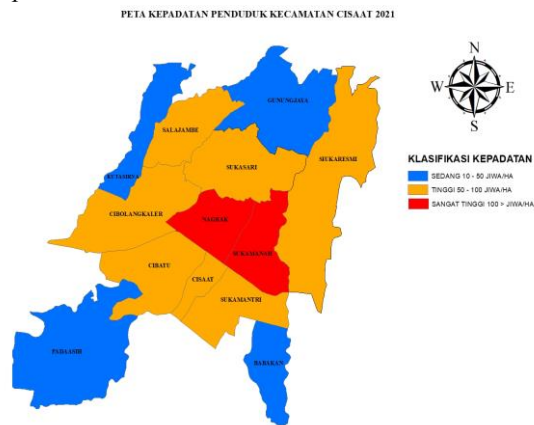 PETA KEPADATAN PENDUDUK KECAMATAN CISAAT 2021
N
W
E
S
GUNUNGJAYA
SALAJAMBE
SUKARESMI
SUKASARI
KUTASIRNA
CIBOLANGKALER
NAGRAK
SUKAMANAH
CIBATU
CISAAT
SUKAMANTRI
PADAASIH
BABAKAN
KLASIFIKASI KEPADATAN
SEDANG 10 - 50 JIWA/HA
TINGGI 50 - 100 JIWA/HA
SANGAT TINGGI 100 > JIWA/HA